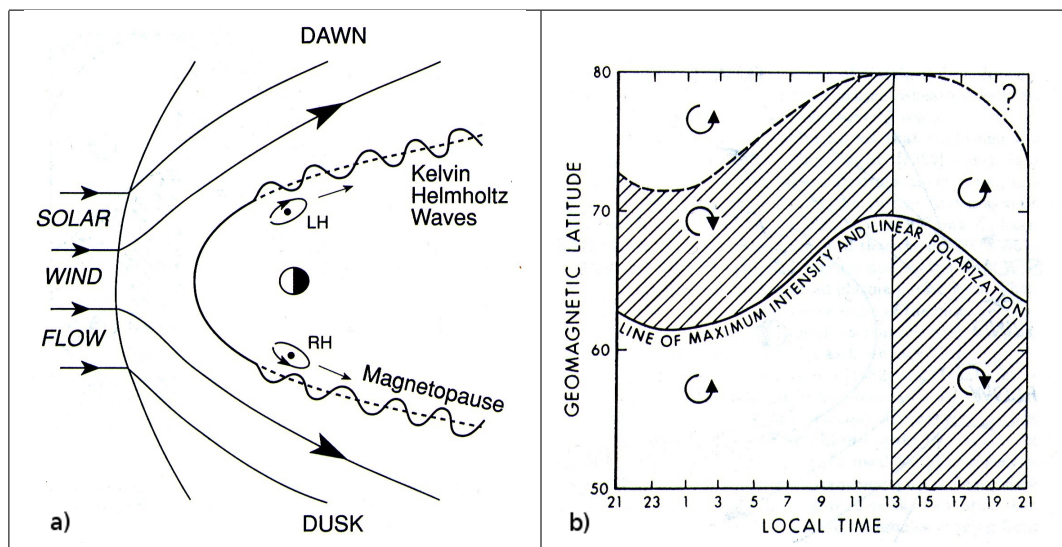 DAWN
SOLAR
WIND
FLOW
LH
Kelvin
Helmholtz
Waves
RH
Magnetopause
a)
DUSK
GEOMAGNETIC LATITUDE
80
70
60
50
?
LINE OF MAXIMUM INTENSITY AND LINEAR POLARIZATION
21 23 1 3 5 7 9 11 13 15 17 19 21
b)
LOCAL TIME